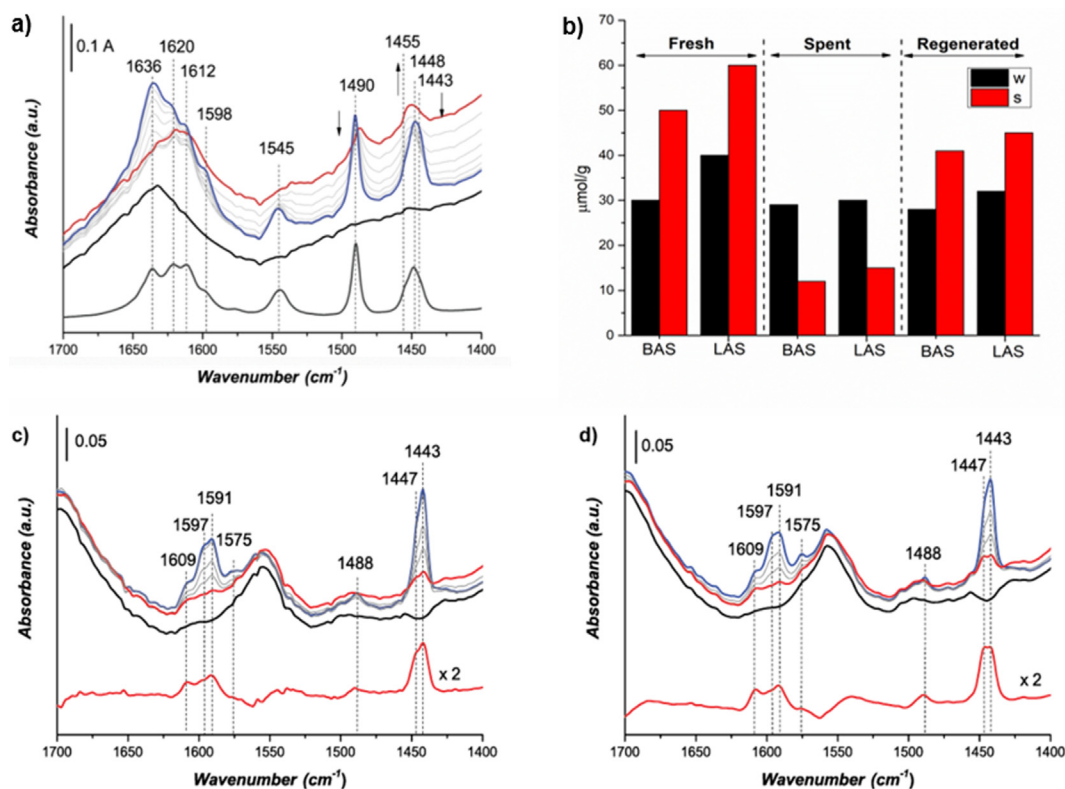 a)
0.1 A
1636
1620
1612
1598
1545
1490
1455
1448
1443
Absorbance (a.u.)
1700 1650 1600 1550 1500 1450 1400
Wavenumber (cm⁻¹)
b)
Fresh Spent Regenerated
w
s
μmol/g
70
60
50
40
30
20
10
0
BAS LAS BAS LAS BAS LAS
c)
0.05
1443
1447
1591
1597
1575
1609
1488
x 2
Absorbance (a.u.)
1700 1650 1600 1550 1500 1450 1400
Wavenumber (cm⁻¹)
d)
0.05
1443
1447
1591
1597
1575
1609
1488
x 2
Absorbance (a.u.)
1700 1650 1600 1550 1500 1450 1400
Wavenumber (cm⁻¹)